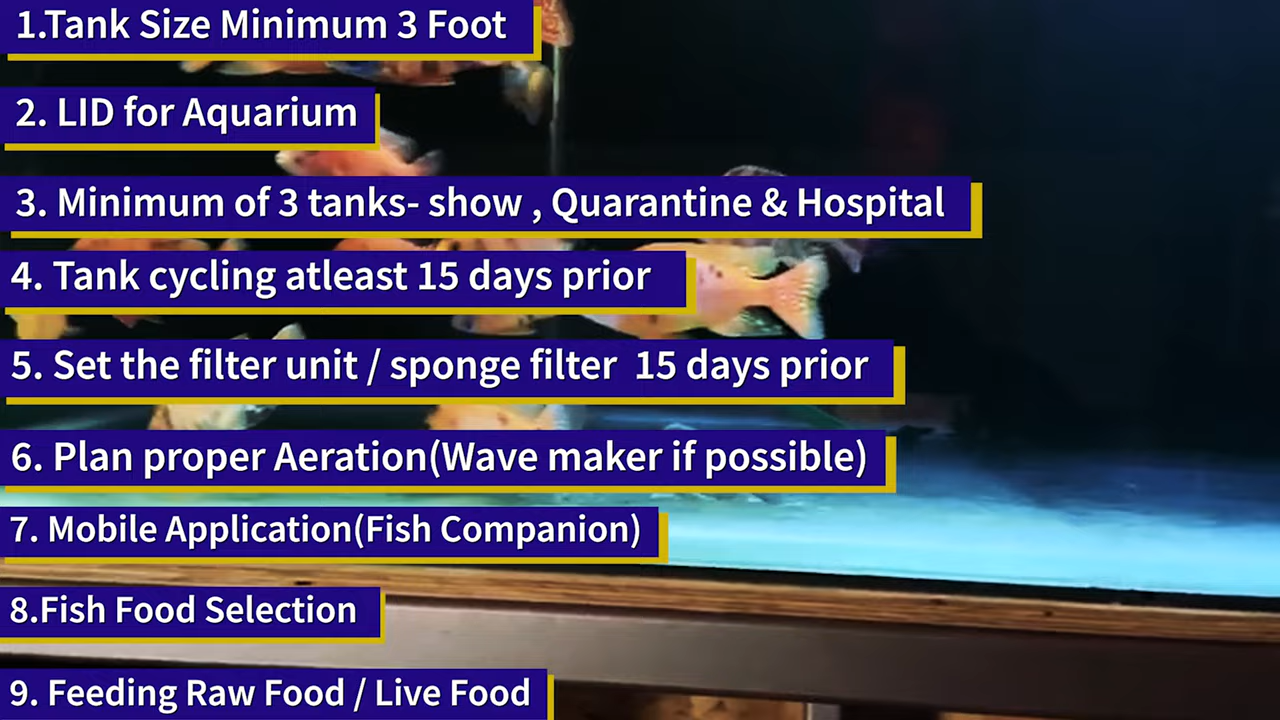 1.Tank Size Minimum 3 Foot
2. LID for Aquarium
3. Minimum of 3 tanks- show , Quarantine & Hospital
4. Tank cycling atleast 15 days prior
5. Set the filter unit / sponge filter 15 days prior
6. Plan proper Aeration(Wave maker if possible)
7. Mobile Application(Fish Companion)
8.Fish Food Selection
9. Feeding Raw Food / Live Food